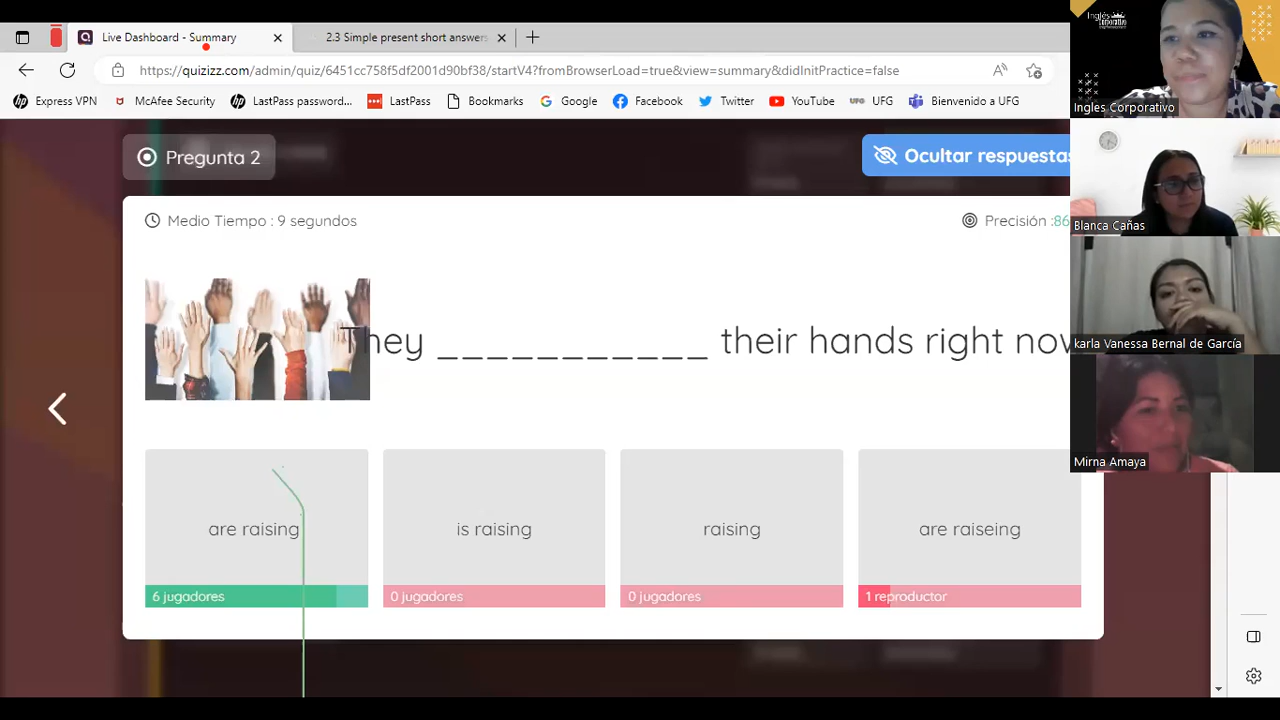 Live Dashboard - Summary
2.3 Simple present short answers
https://quizizz.com/admin/quiz/6451cc758f5df2001d90bf38/startV4?fromBrowserLoad=true&view=summary&didInitPractice=false
Express VPN
McAfee Security
LastPass password...
LastPass
Bookmarks
Google
Facebook
Twitter
YouTube
UFG
Bienvenido a UFG
Pregunta 2
Ocultar respuestas
Medio Tiempo : 9 segundos
Precisión :86
They ___________ their hands right now
are raising
is raising
raising
are raiseing
6 jugadores
0 jugadores
0 jugadores
1 reproductor
Inglés
Corporativo
Ingles Corporativo
Blanca Cañas
karla Vanessa Bernal de García
Mirna Amaya